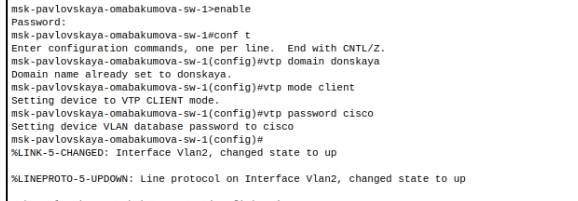 msk-pavlovskaya-omabakumova-sw-1>enable
Password:
msk-pavlovskaya-omabakumova-sw-1#conf t
Enter configuration commands, one per line.  End with CNTL/Z.
msk-pavlovskaya-omabakumova-sw-1(config)#vtp domain donskaya
Domain name already set to donskaya.
msk-pavlovskaya-omabakumova-sw-1(config)#vtp mode client
Setting device to VTP CLIENT mode.
msk-pavlovskaya-omabakumova-sw-1(config)#vtp password cisco
Setting device VLAN database password to cisco
msk-pavlovskaya-omabakumova-sw-1(config)#
%LINK-5-CHANGED: Interface Vlan2, changed state to up
%LINEPROTO-5-UPDOWN: Line protocol on Interface Vlan2, changed state to up